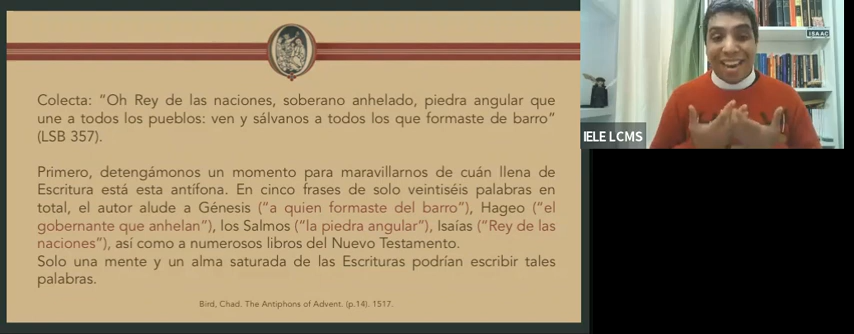 Colecta: “Oh Rey de las naciones, soberano anhelado, piedra angular que
une a todos los pueblos: ven y sálvanos a todos los que formaste de barro”
(LSB 357).
Primero, detengámonos un momento para maravillarnos de cuán llena de
Escritura está esta antífona. En cinco frases de solo veintiséis palabras en
total, el autor alude a Génesis (“a quien formaste del barro”), Hageo (“el
gobernante que anhelan”), los Salmos (“la piedra angular”), Isaías (“Rey de las
naciones”), así como a numerosos libros del Nuevo Testamento.
Solo una mente y un alma saturada de las Escrituras podrían escribir tales
palabras.
Bird, Chad. The Antiphons of Advent. (p.14). 1517.
ISAAC
IELE LCMS